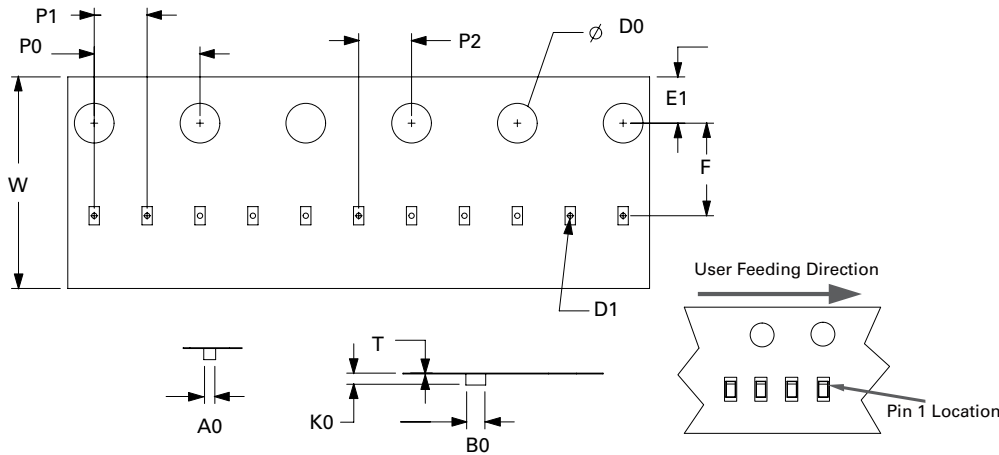 P1
P0
P2
⌀ D0
E1
W
F
D1
User Feeding Direction
T
K0
A0
B0
Pin 1 Location